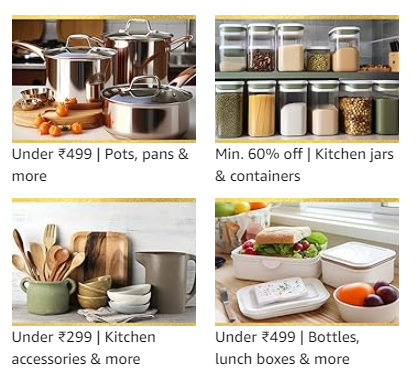 Under ₹499 | Pots, pans &
more
Min. 60% off | Kitchen jars
& containers
Under ₹299 | Kitchen
accessories & more
Under ₹499 | Bottles,
lunch boxes & more